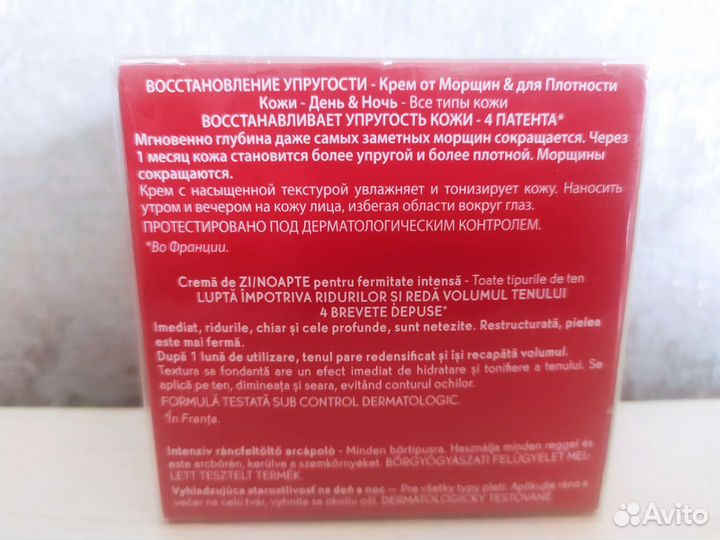 ВОССТАНОВЛЕНИЕ УПРУГОСТИ - Крем от Морщин & для Плотности
Кожи - День & Ночь - Все типы кожи
ВОССТАНАВЛИВАЕТ УПРУГОСТЬ КОЖИ - 4 ПАТЕНТА*
Мгновенно глубина даже самых заметных морщин сокращается. Через
1 месяц кожа становится более упругой и более плотной. Морщины
сокращаются.
Крем с насыщенной текстурой увлажняет и тонизирует кожу. Наносить
утром и вечером на кожу лица, избегая области вокруг глаз.
ПРОТЕСТИРОВАНО ПОД ДЕРМАТОЛОГИЧЕСКИМ КОНТРОЛЕМ.
*Во Франции.
Cremă de ZI/NOAPTE pentru fermitate intensă - Toate tipurile de ten
LUPTĂ ÎMPOTRIVA RIDURILOR ȘI REDĂ VOLUMUL TENULUI
4 BREVETE DEPUSE*
Imediat, ridurile, chiar și cele profunde, sunt netezite. Restructurată, pielea
este mai fermă.
După 1 lună de utilizare, tenul pare redensificat și își recapătă volumul.
Textura sa fondantă are un efect imediat de hidratare și tonifiere a tenului. Se
aplică pe ten, dimineața și seara, evitând conturul ochilor.
FORMULĂ TESTATĂ SUB CONTROL DERMATOLOGIC.
*În Franța.
Intenzív ráncfeltöltő arcápoló - Minden bőrtípusra. Használja minden reggel és
este arcbőrén, kerülve a szemkörnyéket. BŐRGYÓGYÁSZATI FELÜGYELET MEL-
LETT TESZTELT TERMÉK.
Vyhladzujúca starostlivosť na deň a noc - Pre všetky typy pleti. Aplikujte ráno a
večer na celú tvár, vyhnite sa okoliu očí. DERMATOLOGICKY TESTOVANÉ.
Avito